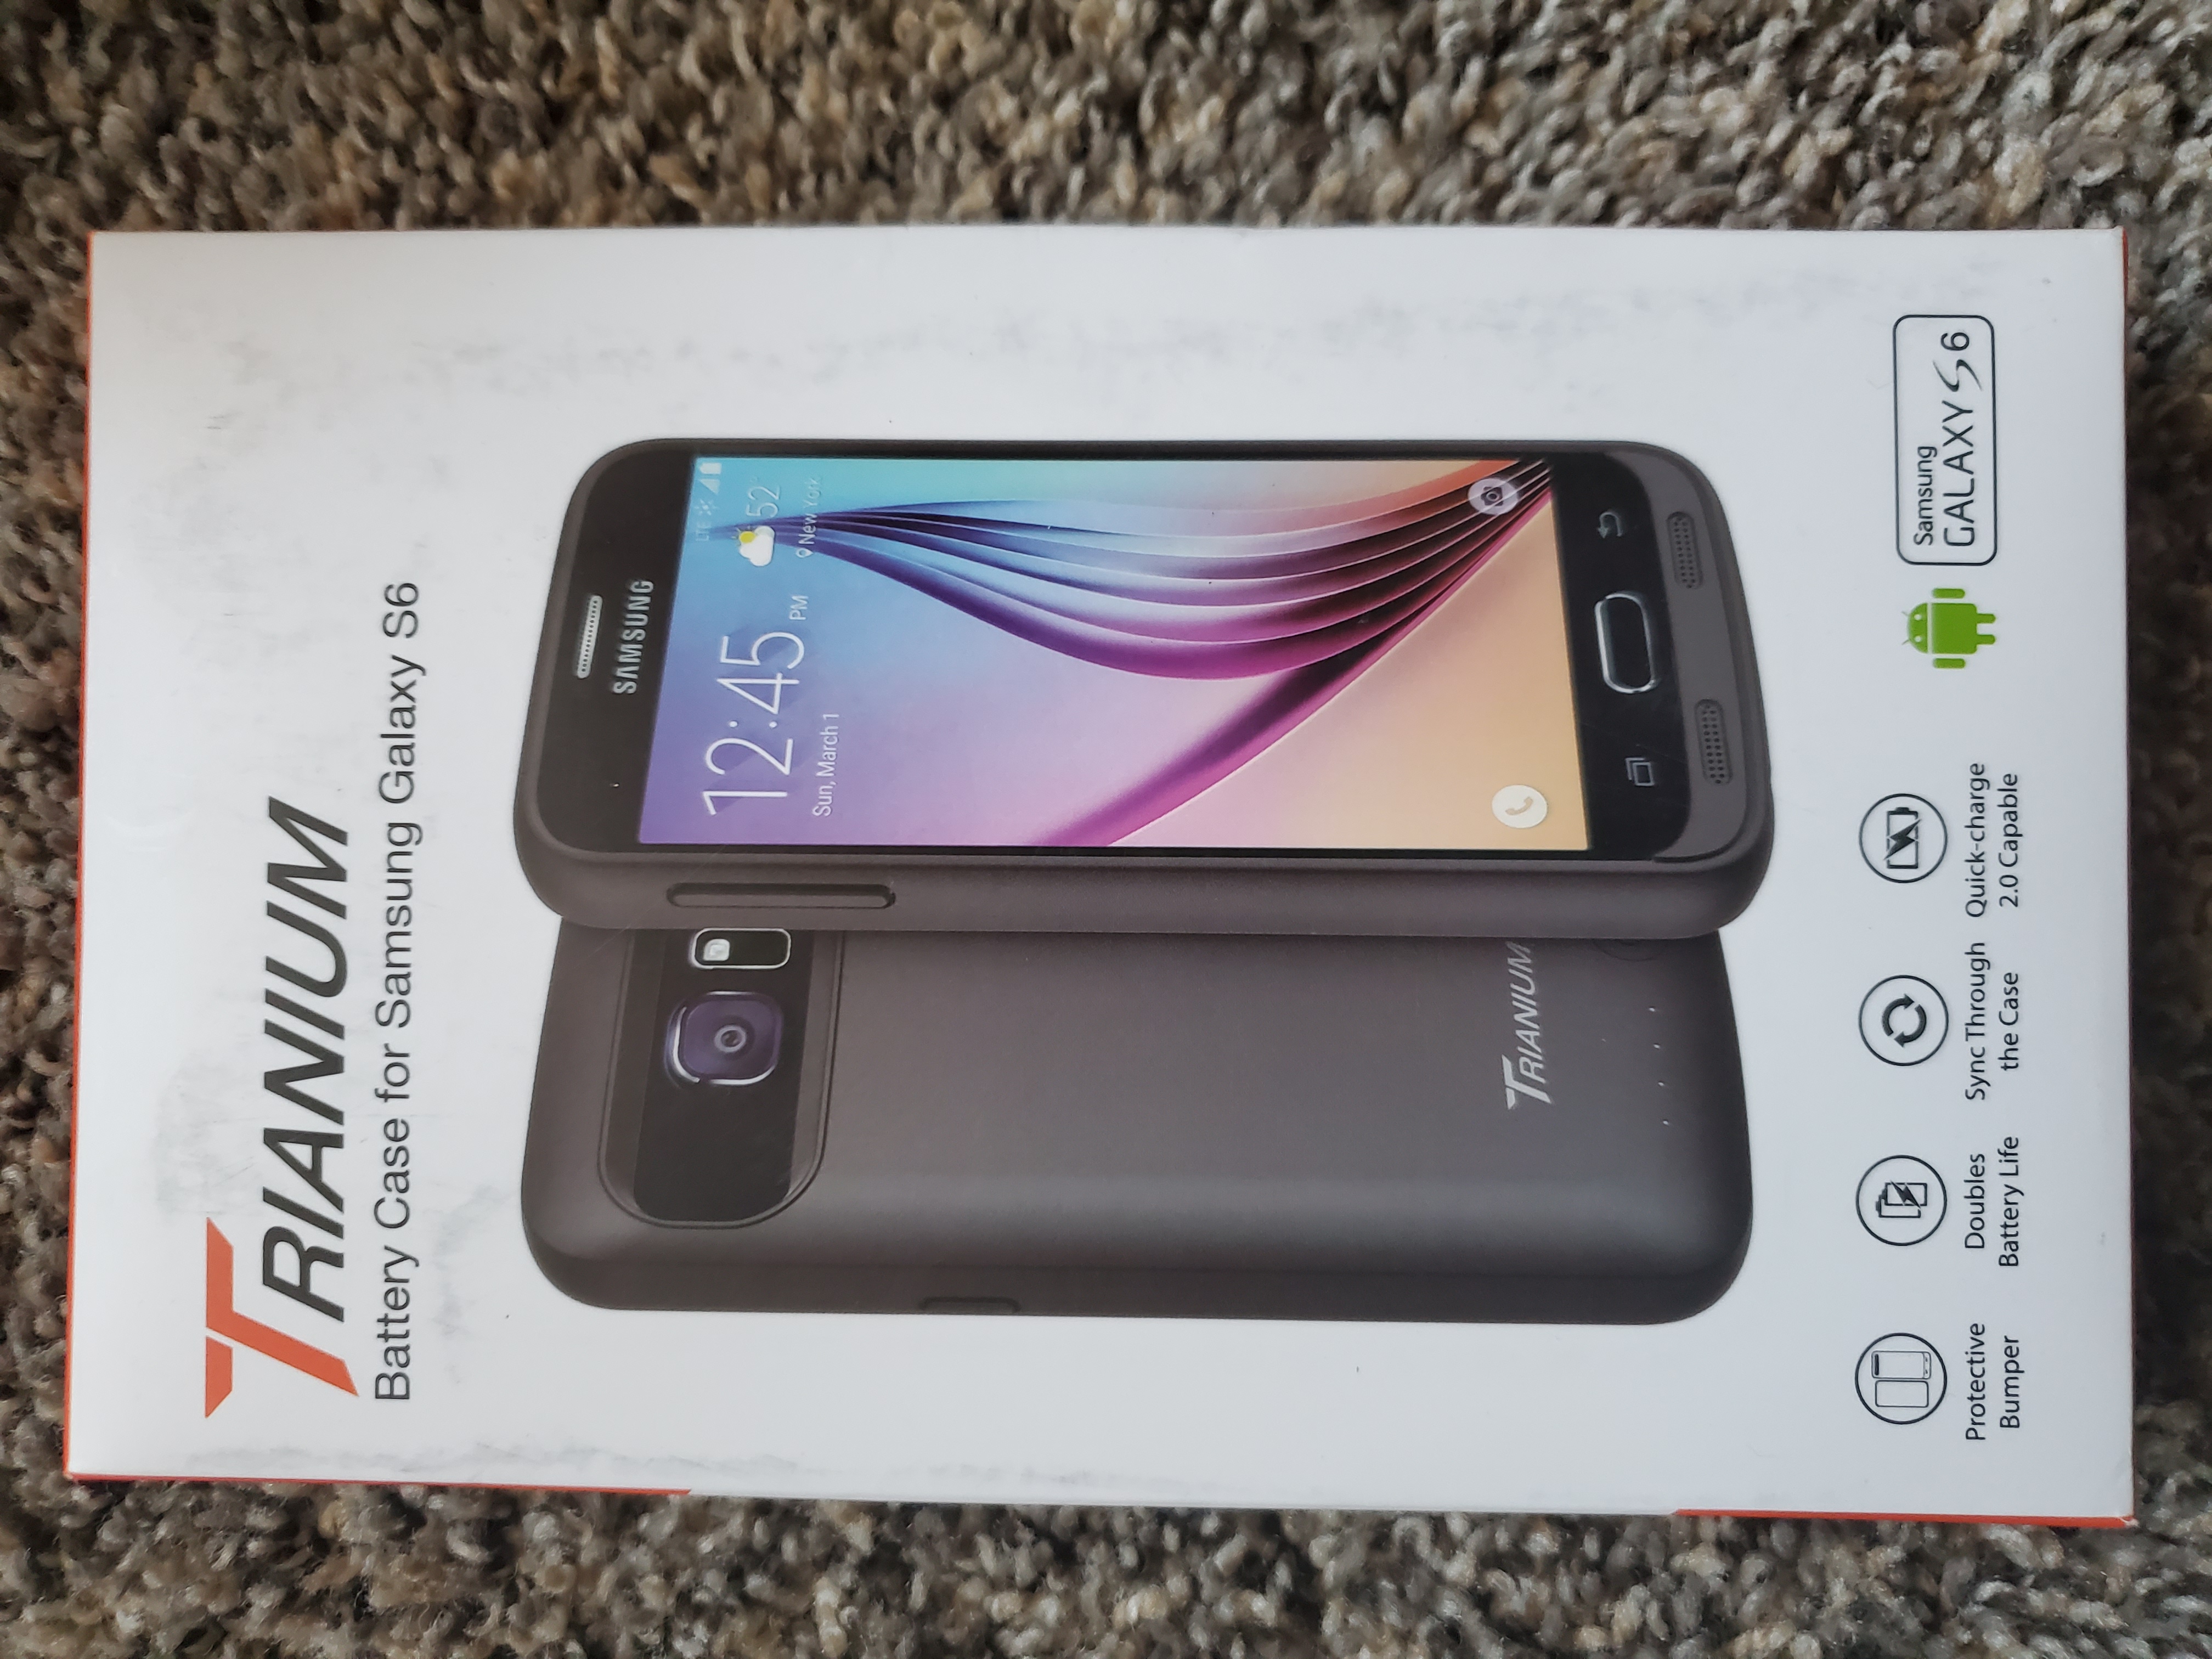 TRIANIUM
Battery Case for Samsung Galaxy S6
SAMSUNG
LTE
12:45 PM
52°
New York
Sun, March 1
TRIANIUM
Protective
Bumper
Doubles
Battery Life
Sync Through
the Case
Quick-charge
2.0 Capable
Samsung
GALAXY S6